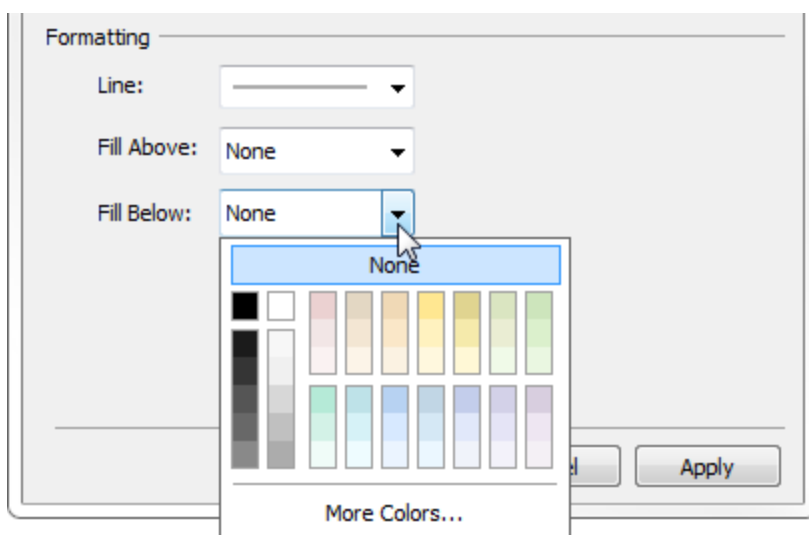 Formatting
Line:
Fill Above: None
Fill Below: None
None
Apply
More Colors...